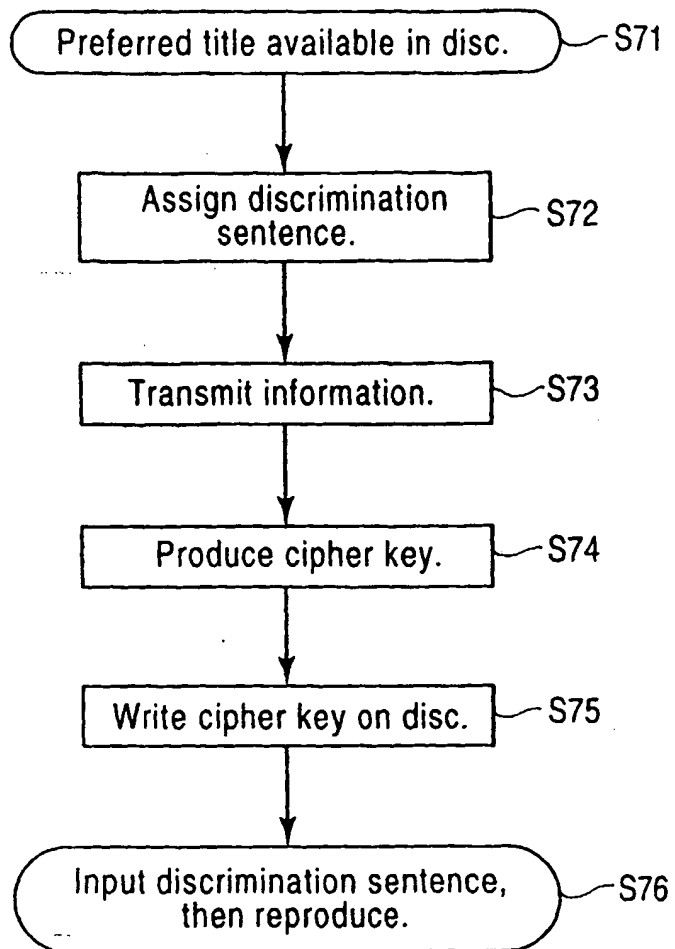 Preferred title available in disc. S71
Assign discrimination
sentence. S72
Transmit information. S73
Produce cipher key. S74
Write cipher key on disc. S75
Input discrimination sentence,
then reproduce. S76